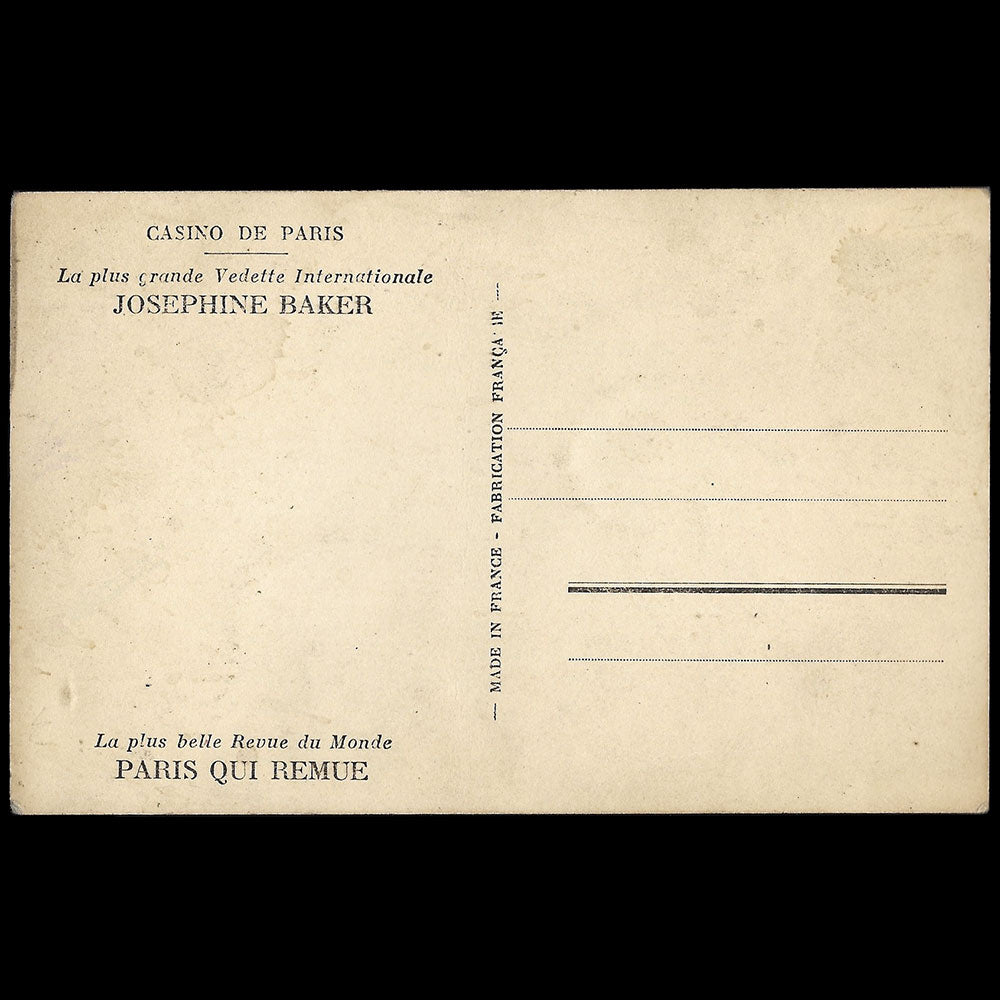 CASINO DE PARIS
La plus grande Vedette Internationale
JOSEPHINE BAKER
— MADE IN FRANCE - FABRICATION FRANÇAISE —
La plus belle Revue du Monde
PARIS QUI REMUE